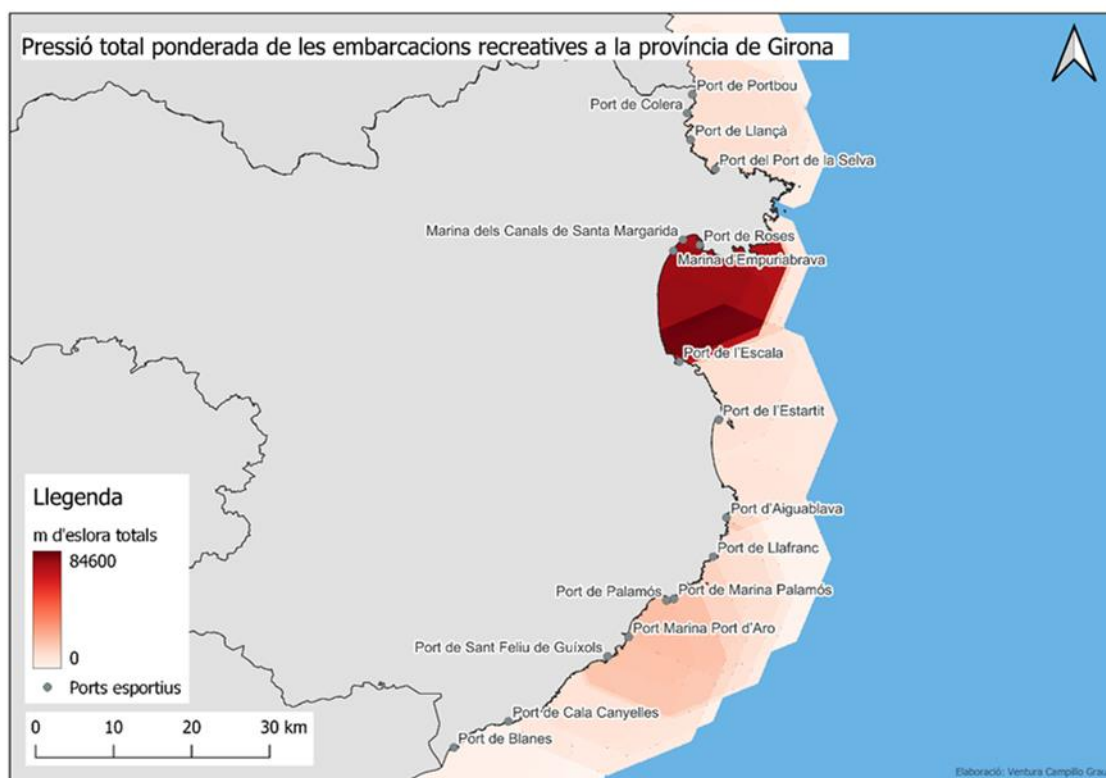 Pressió total ponderada de les embarcacions recreatives a la província de Girona
Port de Portbou
Port de Colera
Port de Llançà
Port del Port de la Selva
Marina dels Canals de Santa Margarida
Port de Roses
Marina d'Empuriabrava
Port de l'Escala
Port de l'Estartit
Port d'Aiguablava
Port de Llafranc
Port de Palamós
Port de Marina Palamós
Port Marina Port d'Aro
Port de Sant Feliu de Guíxols
Port de Cala Canyelles
Port de Blanes
Llegenda
m d'eslora totals
84600
0
Ports esportius
0 10 20 30 km
Elaboració: Ventura Campillo Grau